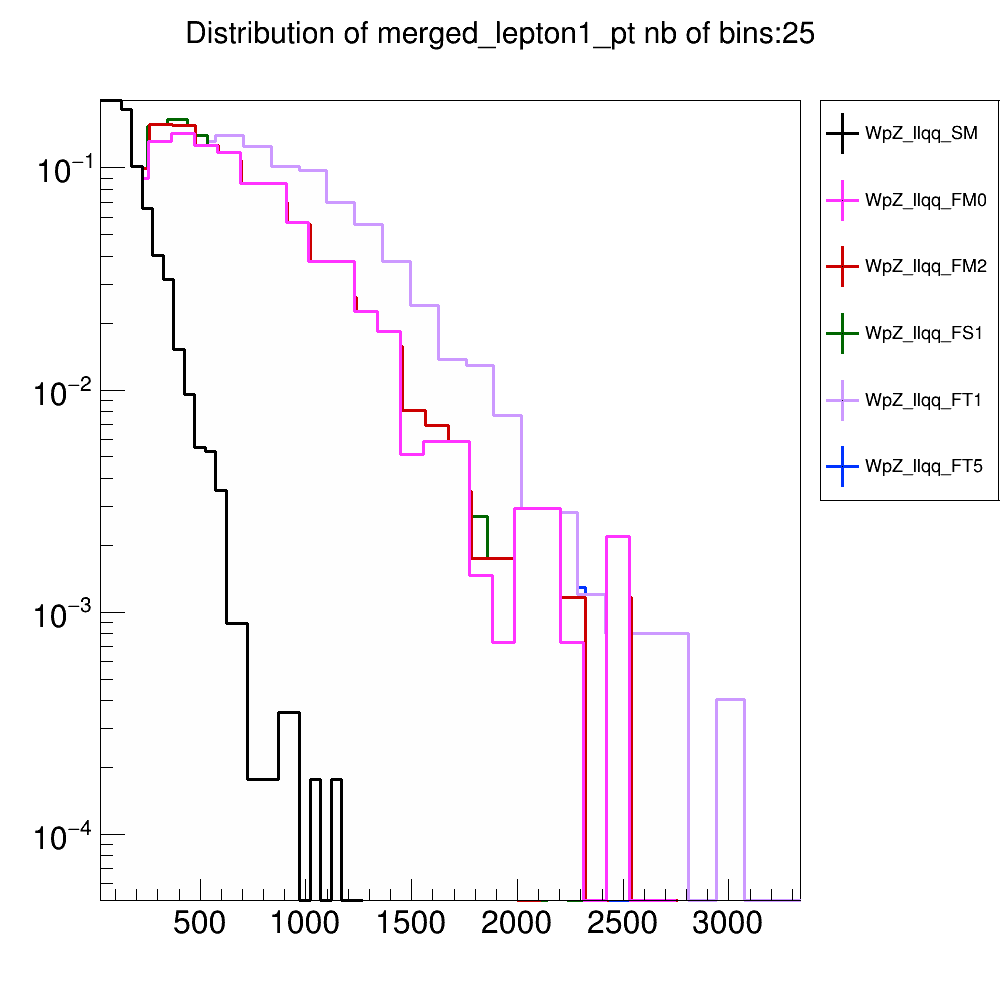 Distribution of merged_lepton1_pt nb of bins:25
10⁻¹
10⁻²
10⁻³
10⁻⁴
500 1000 1500 2000 2500 3000
WpZ_llqq_SM
WpZ_llqq_FM0
WpZ_llqq_FM2
WpZ_llqq_FS1
WpZ_llqq_FT1
WpZ_llqq_FT5